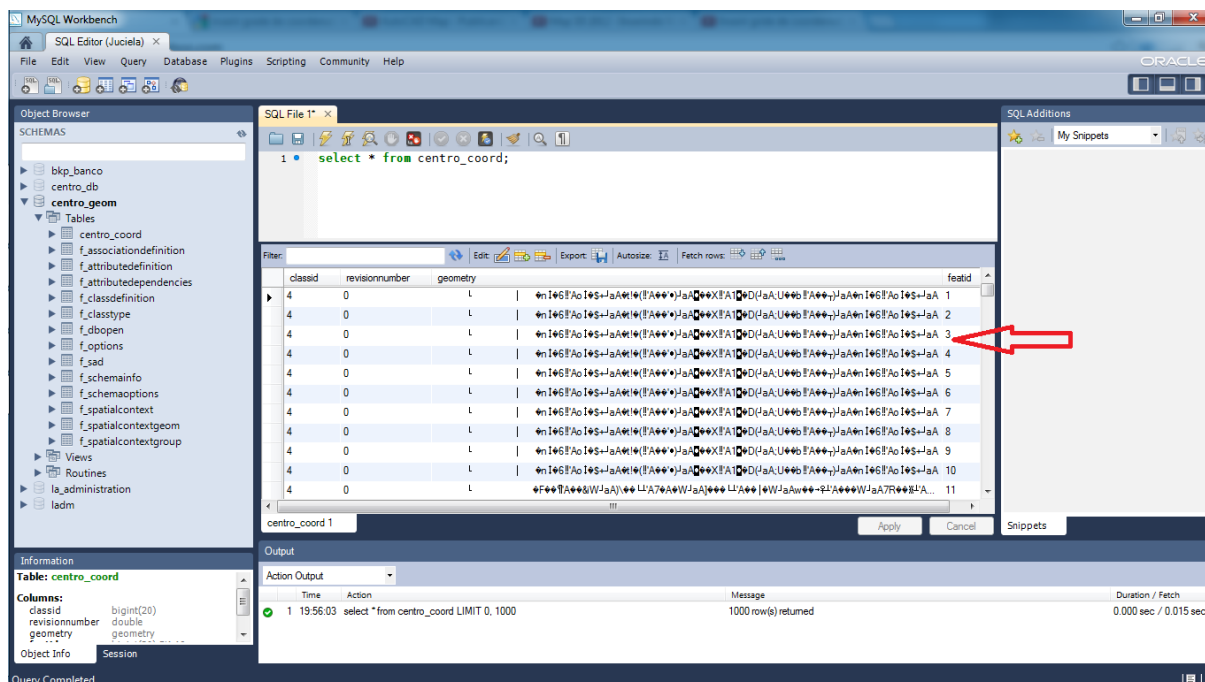 MySQL Workbench
SQL Editor (Juciela)
File Edit View Query Database Plugins Scripting Community Help
ORACLE
Object Browser
SCHEMAS
bkp_banco
centro_db
centro_geom
Tables
centro_coord
f_associationdefinition
f_attributedefinition
f_attributedependencies
f_classdefinition
f_classtype
f_dbopen
f_options
f_sad
f_schemainfo
f_schemaoptions
f_spatialcontext
f_spatialcontextgeom
f_spatialcontextgroup
Views
Routines
la_administration
ladm
Information
Table: centro_coord
Columns:
classid bigint(20)
revisionnumber double
geometry geometry
Object Info Session
Query Completed
SQL File 1*
1 select * from centro_coord;
Filter: Edit: Export: Autosize: Fetch rows:
classid revisionnumber geometry featid
4 0 1
4 0 2
4 0 3
4 0 4
4 0 5
4 0 6
4 0 7
4 0 8
4 0 9
4 0 10
4 0 11
centro_coord 1
Apply Cancel
Output
Action Output
Time Action Message Duration / Fetch
1 19:56:03 select * from centro_coord LIMIT 0, 1000 1000 row(s) returned 0.000 sec / 0.015 sec
SQL Additions
My Snippets
Snippets